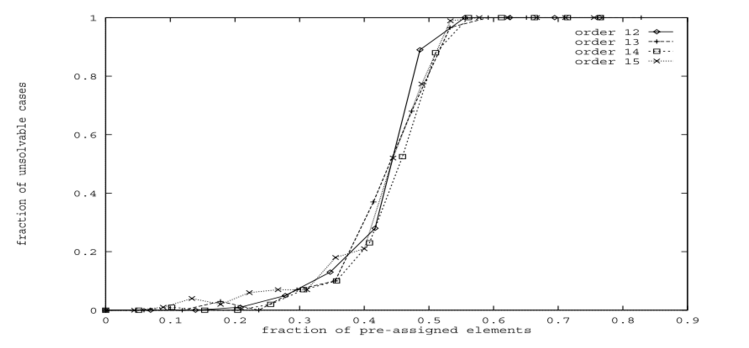 1
order 12
order 13
order 14
order 15
0.8
0.6
0.4
0.2
0
fraction of unsolvable cases
0 0.1 0.2 0.3 0.4 0.5 0.6 0.7 0.8 0.9
fraction of pre-assigned elements